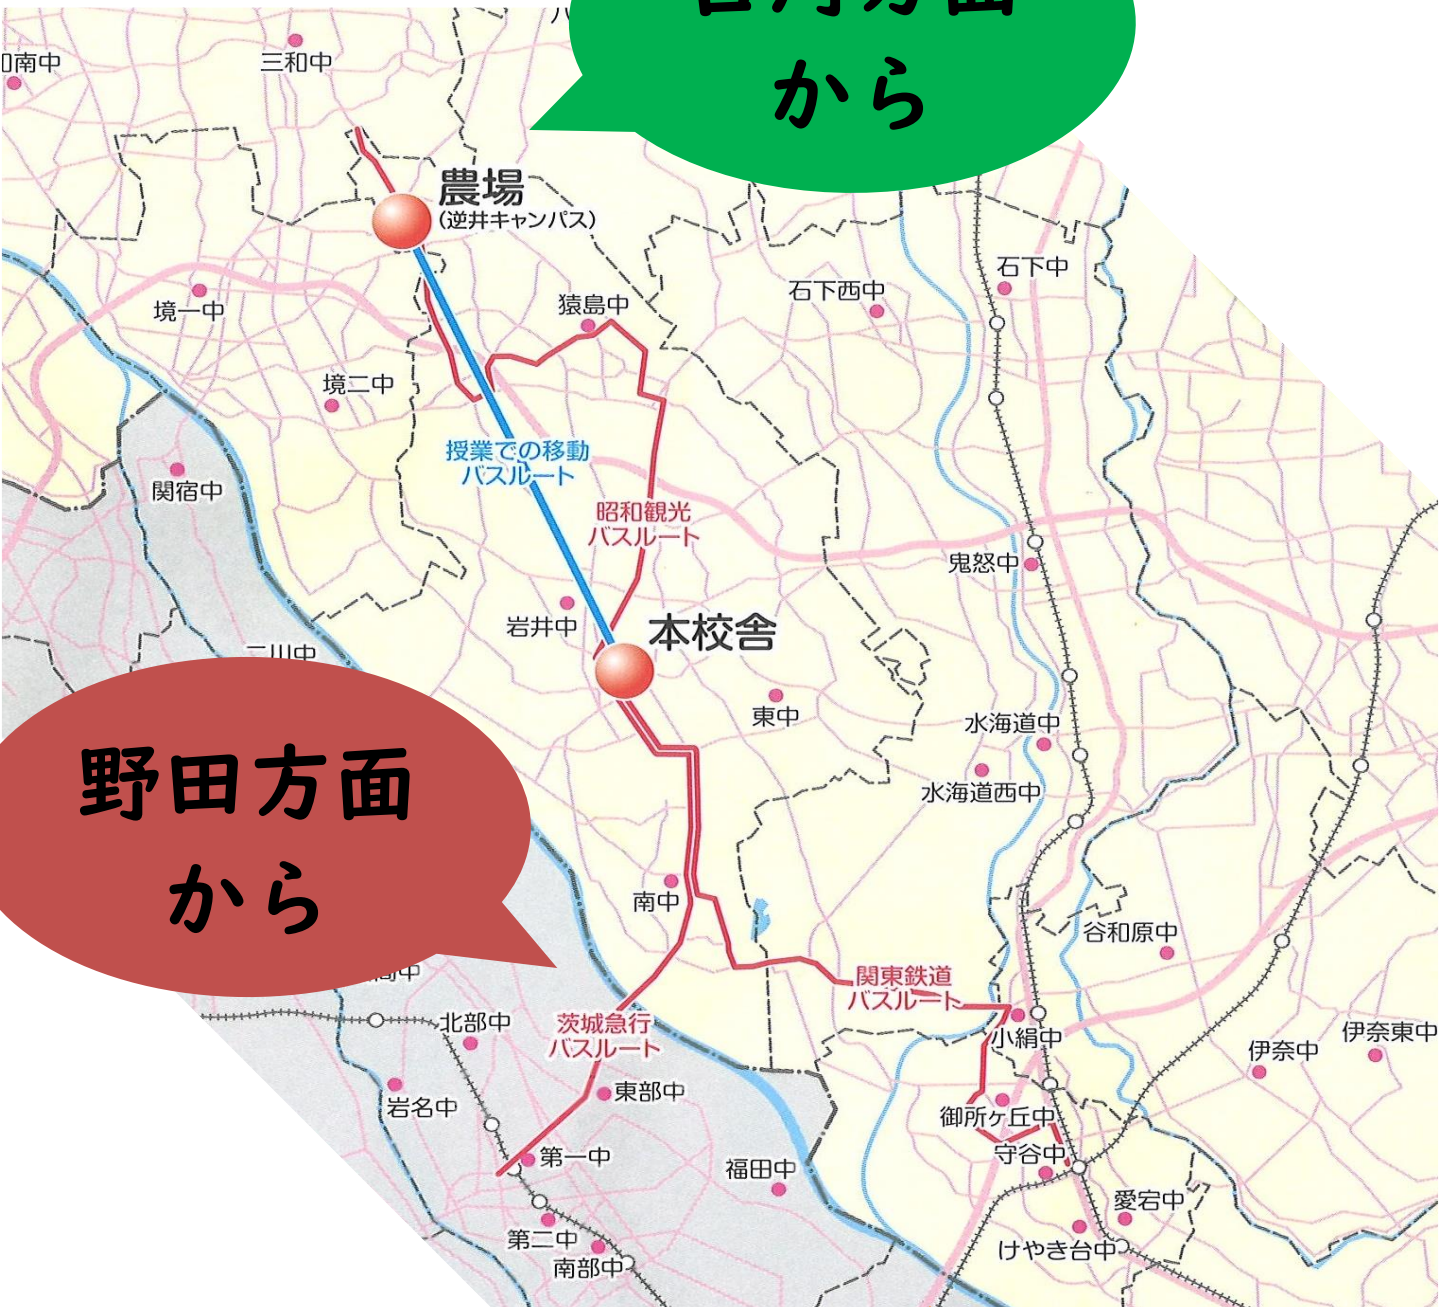 から
三和中
農場
(逆井キャンパス)
石下中
石下西中
猿島中
境一中
境二中
授業での移動
バスルート
関宿中
昭和観光
バスルート
鬼怒中
岩井中
本校舎
二川中
東中
水海道中
水海道西中
野田方面
から
南中
谷和原中
関東鉄道
バスルート
北部中
茨城急行
バスルート
小絹中
伊奈中
伊奈東中
東部中
岩名中
御所ヶ丘中
守谷中
第一中
福田中
愛宕中
第二中
けやき台中
南部中